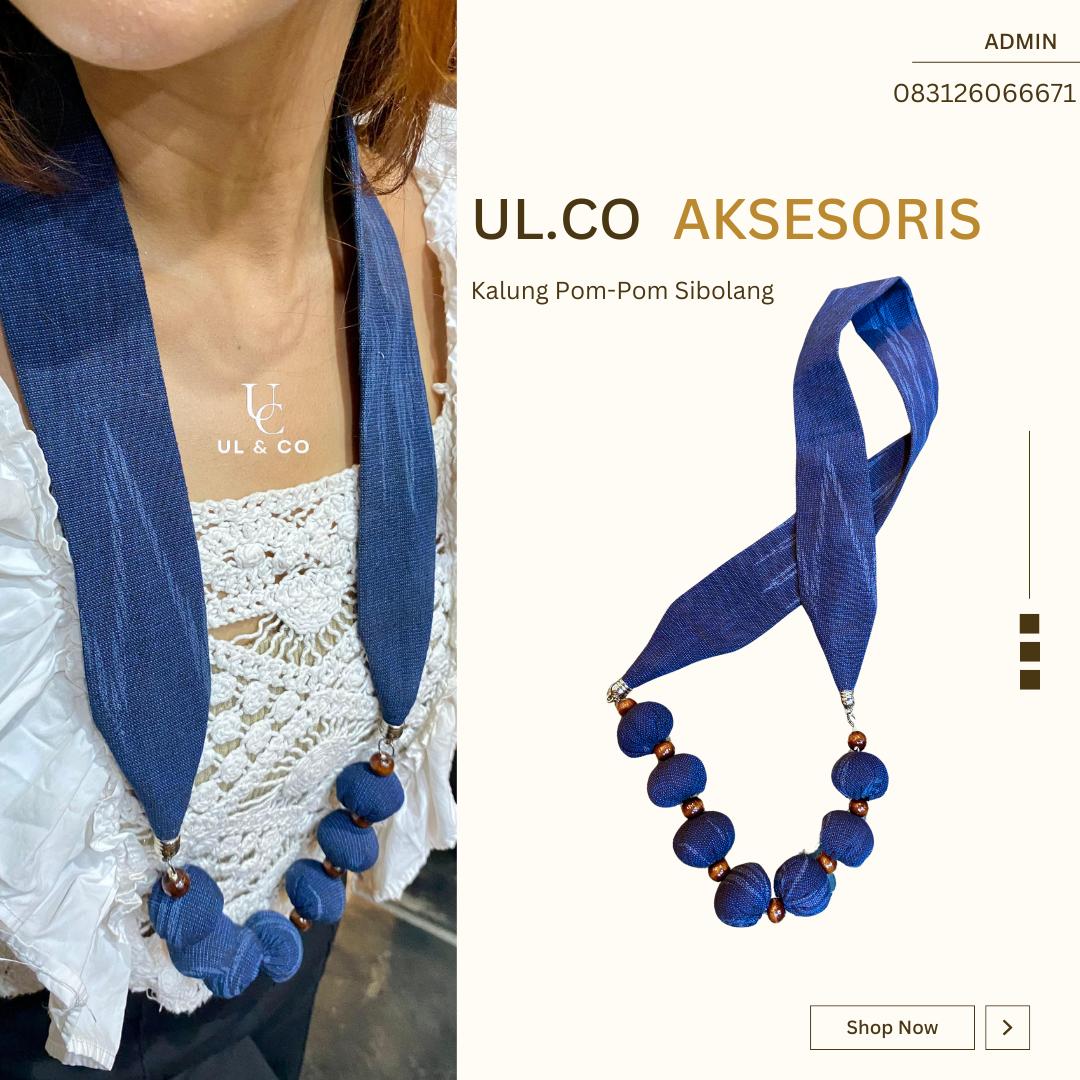 ADMIN
083126066671
UL.CO AKSESORIS
Kalung Pom-Pom Sibolang
UC
UL & CO
Shop Now